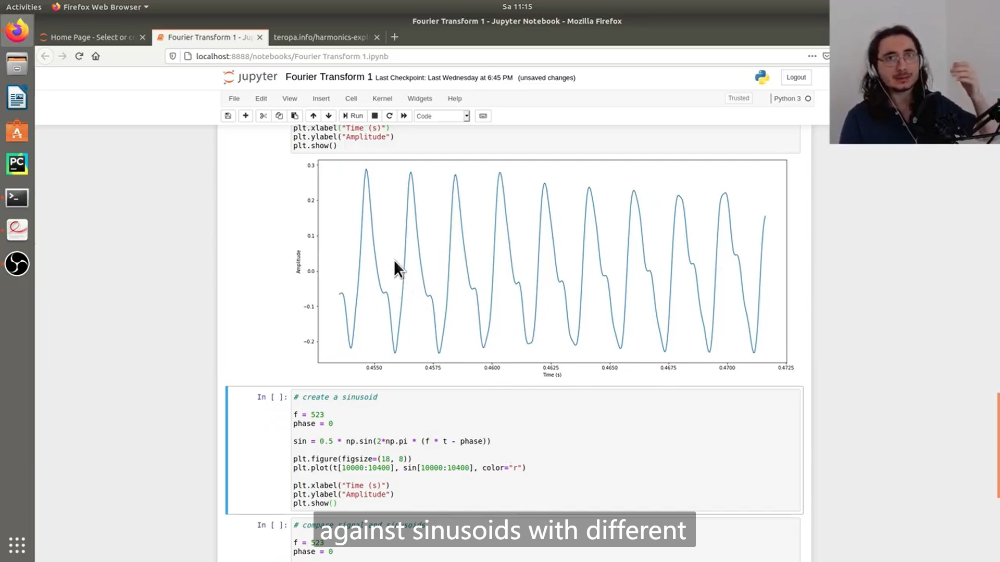 Activities
Firefox Web Browser
Sa 11:15
Fourier Transform 1 - Jupyter Notebook - Mozilla Firefox
Home Page - Select or cr
Fourier Transform 1 - Ju
teropa.info/harmonics-expl
localhost:8888/notebooks/Fourier Transform 1.ipynb
jupyter
Fourier Transform 1 Last Checkpoint: Last Wednesday at 6:45 PM (unsaved changes)
Logout
File Edit View Insert Cell Kernel Widgets Help
Trusted
Python 3
Run
Code
plt.xlabel("Time (s)")
plt.ylabel("Amplitude")
plt.show()
0.3
0.2
0.1
0.0
−0.1
−0.2
Amplitude
0.4550 0.4575 0.4600 0.4625 0.4650 0.4675 0.4700 0.4725
Time (s)
PC
In [ ]:
# create a sinusoid
f = 523
phase = 0
sin = 0.5 * np.sin(2*np.pi * (f * t - phase))
plt.figure(figsize=(18, 8))
plt.plot(t[10000:10400], sin[10000:10400], color="r")
plt.xlabel("Time (s)")
plt.ylabel("Amplitude")
plt.show()
In [ ]:
# compare signal and sinusoids
against sinusoids with different
f = 523
phase = 0